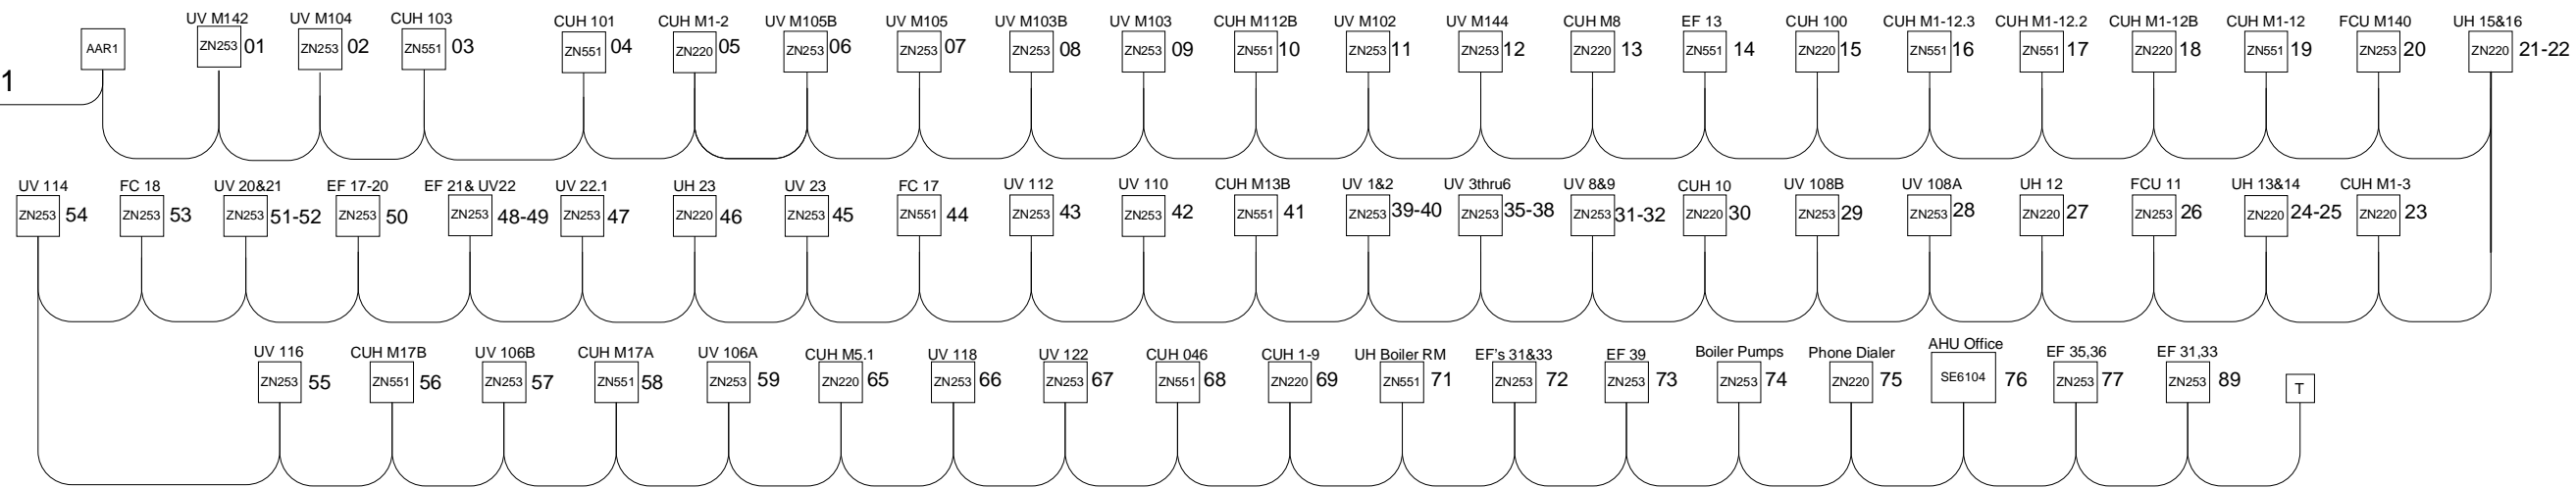 UV M142 UV M104 CUH 103 CUH 101 CUH M1-2 UV M105B UV M105 UV M103B UV M103 CUH M112B UV M102 UV M144 CUH M8 EF 13 CUH 100 CUH M1-12.3 CUH M1-12.2 CUH M1-12B CUH M1-12 FCU M140 UH 15&16
1 AAR1 ZN253 01 ZN253 02 ZN551 03 ZN551 04 ZN220 05 ZN253 06 ZN253 07 ZN253 08 ZN253 09 ZN551 10 ZN253 11 ZN253 12 ZN220 13 ZN551 14 ZN220 15 ZN551 16 ZN551 17 ZN220 18 ZN551 19 ZN253 20 ZN220 21-22
UV 114 FC 18 UV 20&21 EF 17-20 EF 21& UV22 UV 22.1 UH 23 UV 23 FC 17 UV 112 UV 110 CUH M13B UV 1&2 UV 3thru6 UV 8&9 CUH 10 UV 108B UV 108A UH 12 FCU 11 UH 13&14 CUH M1-3
ZN253 54 ZN253 53 ZN253 51-52 ZN253 50 ZN253 48-49 ZN253 47 ZN220 46 ZN253 45 ZN551 44 ZN253 43 ZN253 42 ZN551 41 ZN253 39-40 ZN253 35-38 ZN253 31-32 ZN220 30 ZN253 29 ZN253 28 ZN220 27 ZN253 26 ZN220 24-25 ZN220 23
UV 116 CUH M17B UV 106B CUH M17A UV 106A CUH M5.1 UV 118 UV 122 CUH 046 CUH 1-9 UH Boiler RM EF's 31&33 EF 39 Boiler Pumps Phone Dialer AHU Office EF 35,36 EF 31,33
ZN253 55 ZN551 56 ZN253 57 ZN551 58 ZN253 59 ZN220 65 ZN253 66 ZN253 67 ZN551 68 ZN220 69 ZN551 71 ZN253 72 ZN253 73 ZN253 74 ZN220 75 SE6104 76 ZN253 77 ZN253 89 T